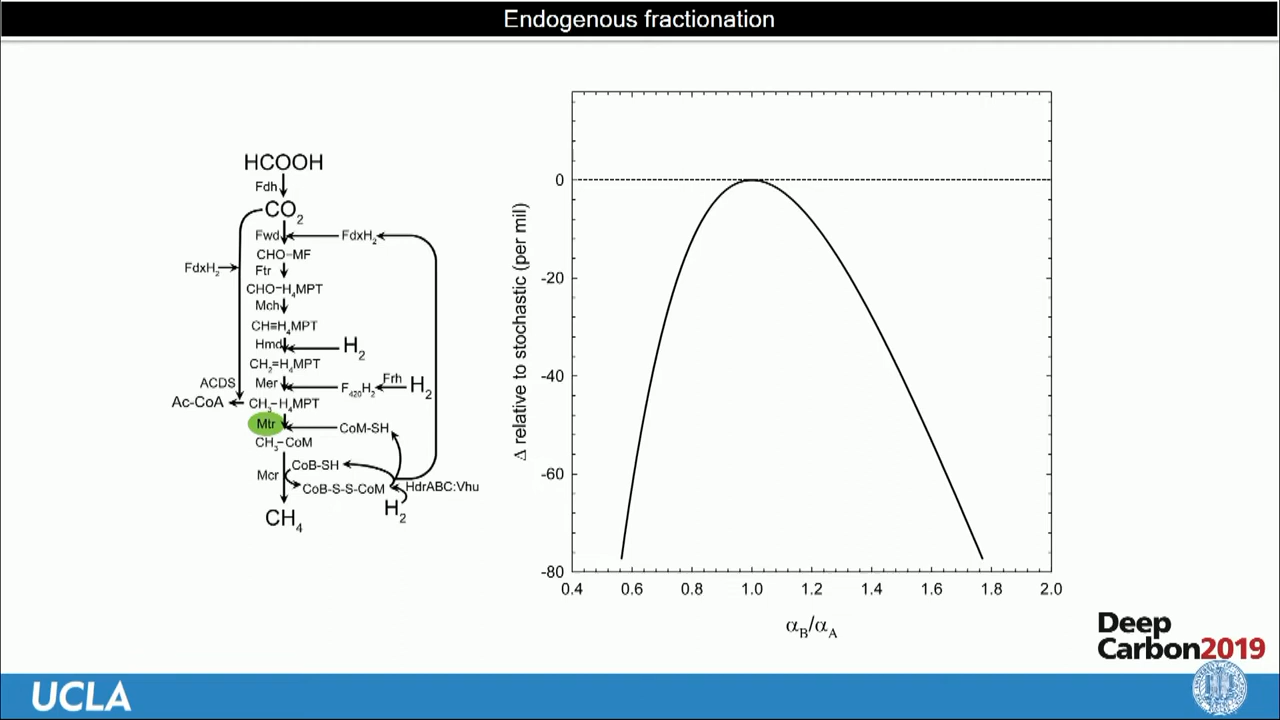 Endogenous fractionation
HCOOH
Fdh
CO2
Fwd
FdxH2
CHO-MF
FdxH2
Ftr
CHO-H4MPT
Mch
CH≡H4MPT
Hmd
H2
CH2=H4MPT
Mer
F420H2
Frh
H2
ACDS
Ac-CoA
CH3-H4MPT
Mtr
CoM-SH
CH3-CoM
CoB-SH
Mcr
CoB-S-S-CoM
HdrABC:Vhu
H2
CH4
Δ relative to stochastic (per mil)
0
-20
-40
-60
-80
0.4 0.6 0.8 1.0 1.2 1.4 1.6 1.8 2.0
αB/αA
Deep
Carbon2019
UCLA